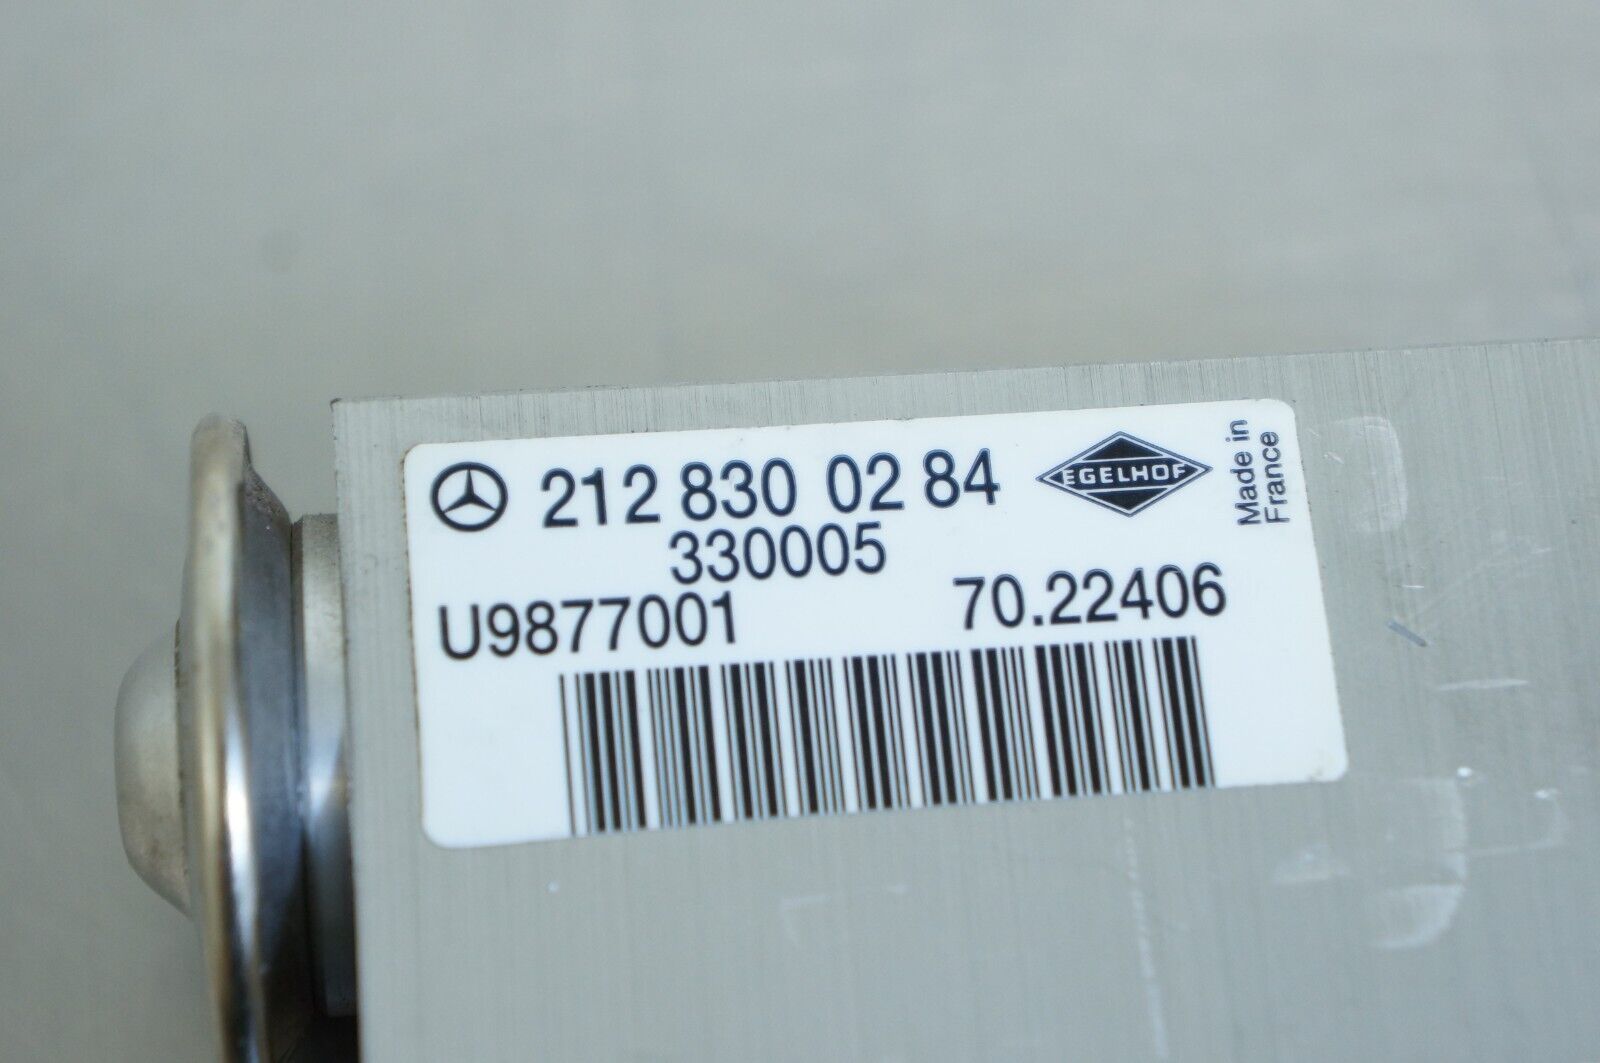 212 830 02 84
EGELHOF
Made in
France
330005
U9877001 70.22406